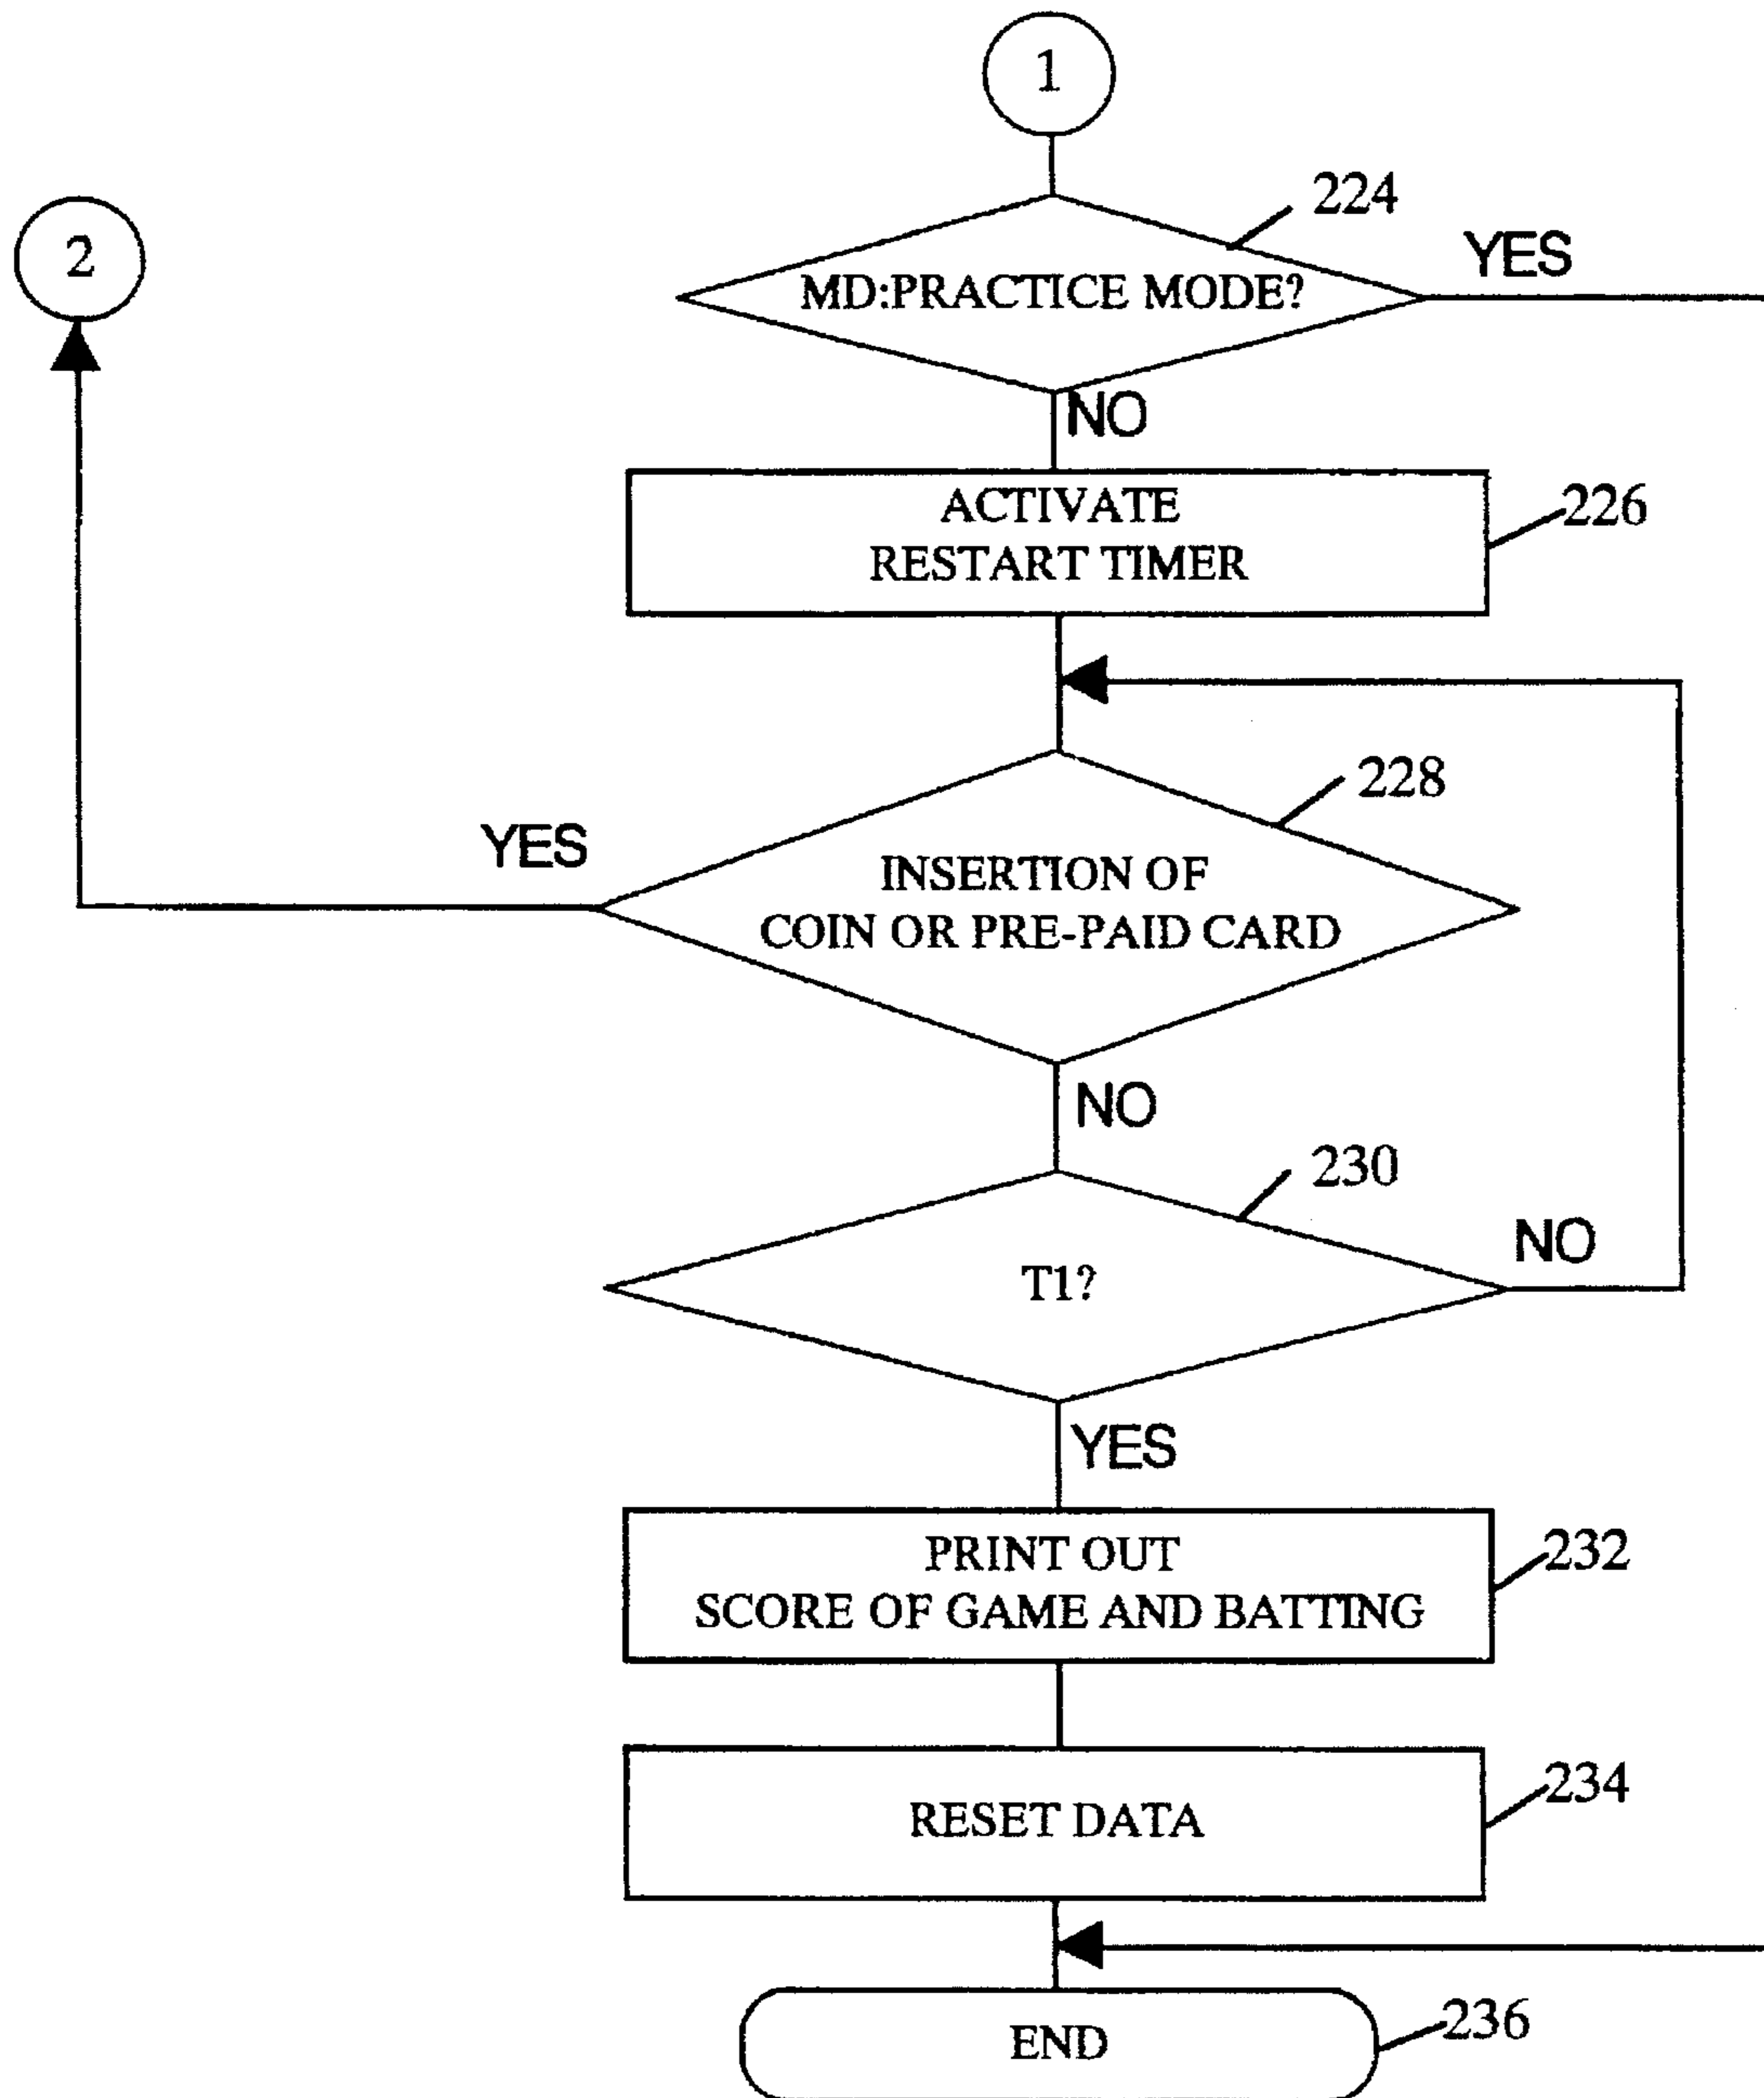 1
224
2
YES
MD:PRACTICE MODE?
NO
ACTIVATE
RESTART TIMER
226
228
YES
INSERTION OF
COIN OR PRE-PAID CARD
NO
230
NO
T1?
YES
PRINT OUT
SCORE OF GAME AND BATTING
232
RESET DATA
234
END
236